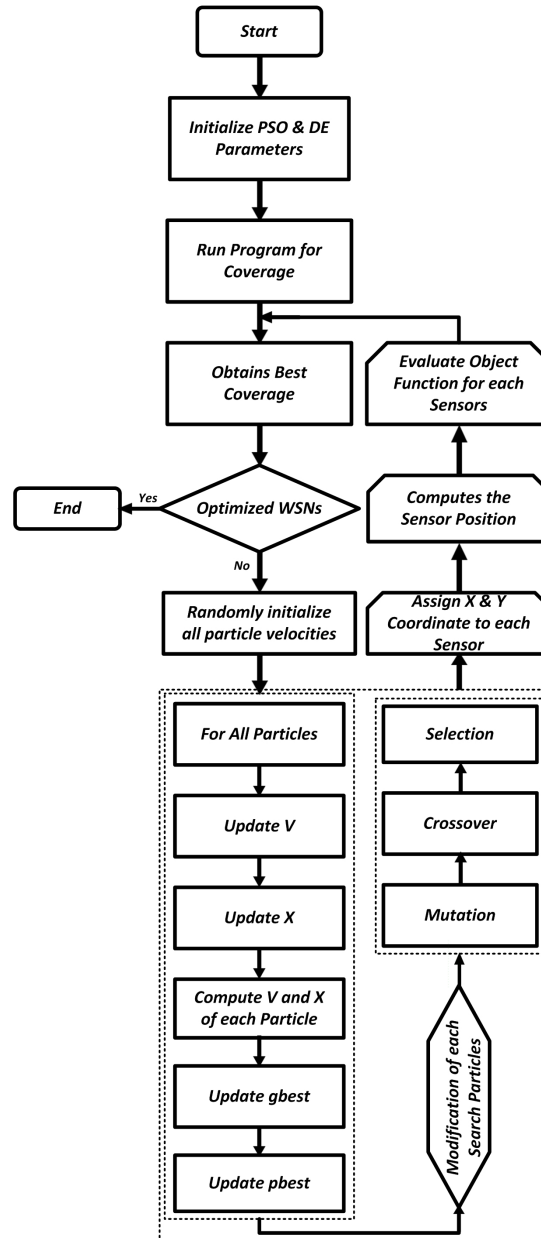 Start
Initialize PSO & DE
Parameters
Run Program for
Coverage
Obtains Best
Coverage
Evaluate Object
Function for each
Sensors
End
Yes
Optimized WSNs
Computes the
Sensor Position
No
Randomly initialize
all particle velocities
Assign X & Y
Coordinate to each
Sensor
For All Particles
Update V
Update X
Compute V and X
of each Particle
Update gbest
Update pbest
Selection
Crossover
Mutation
Modification of each
Search Particles